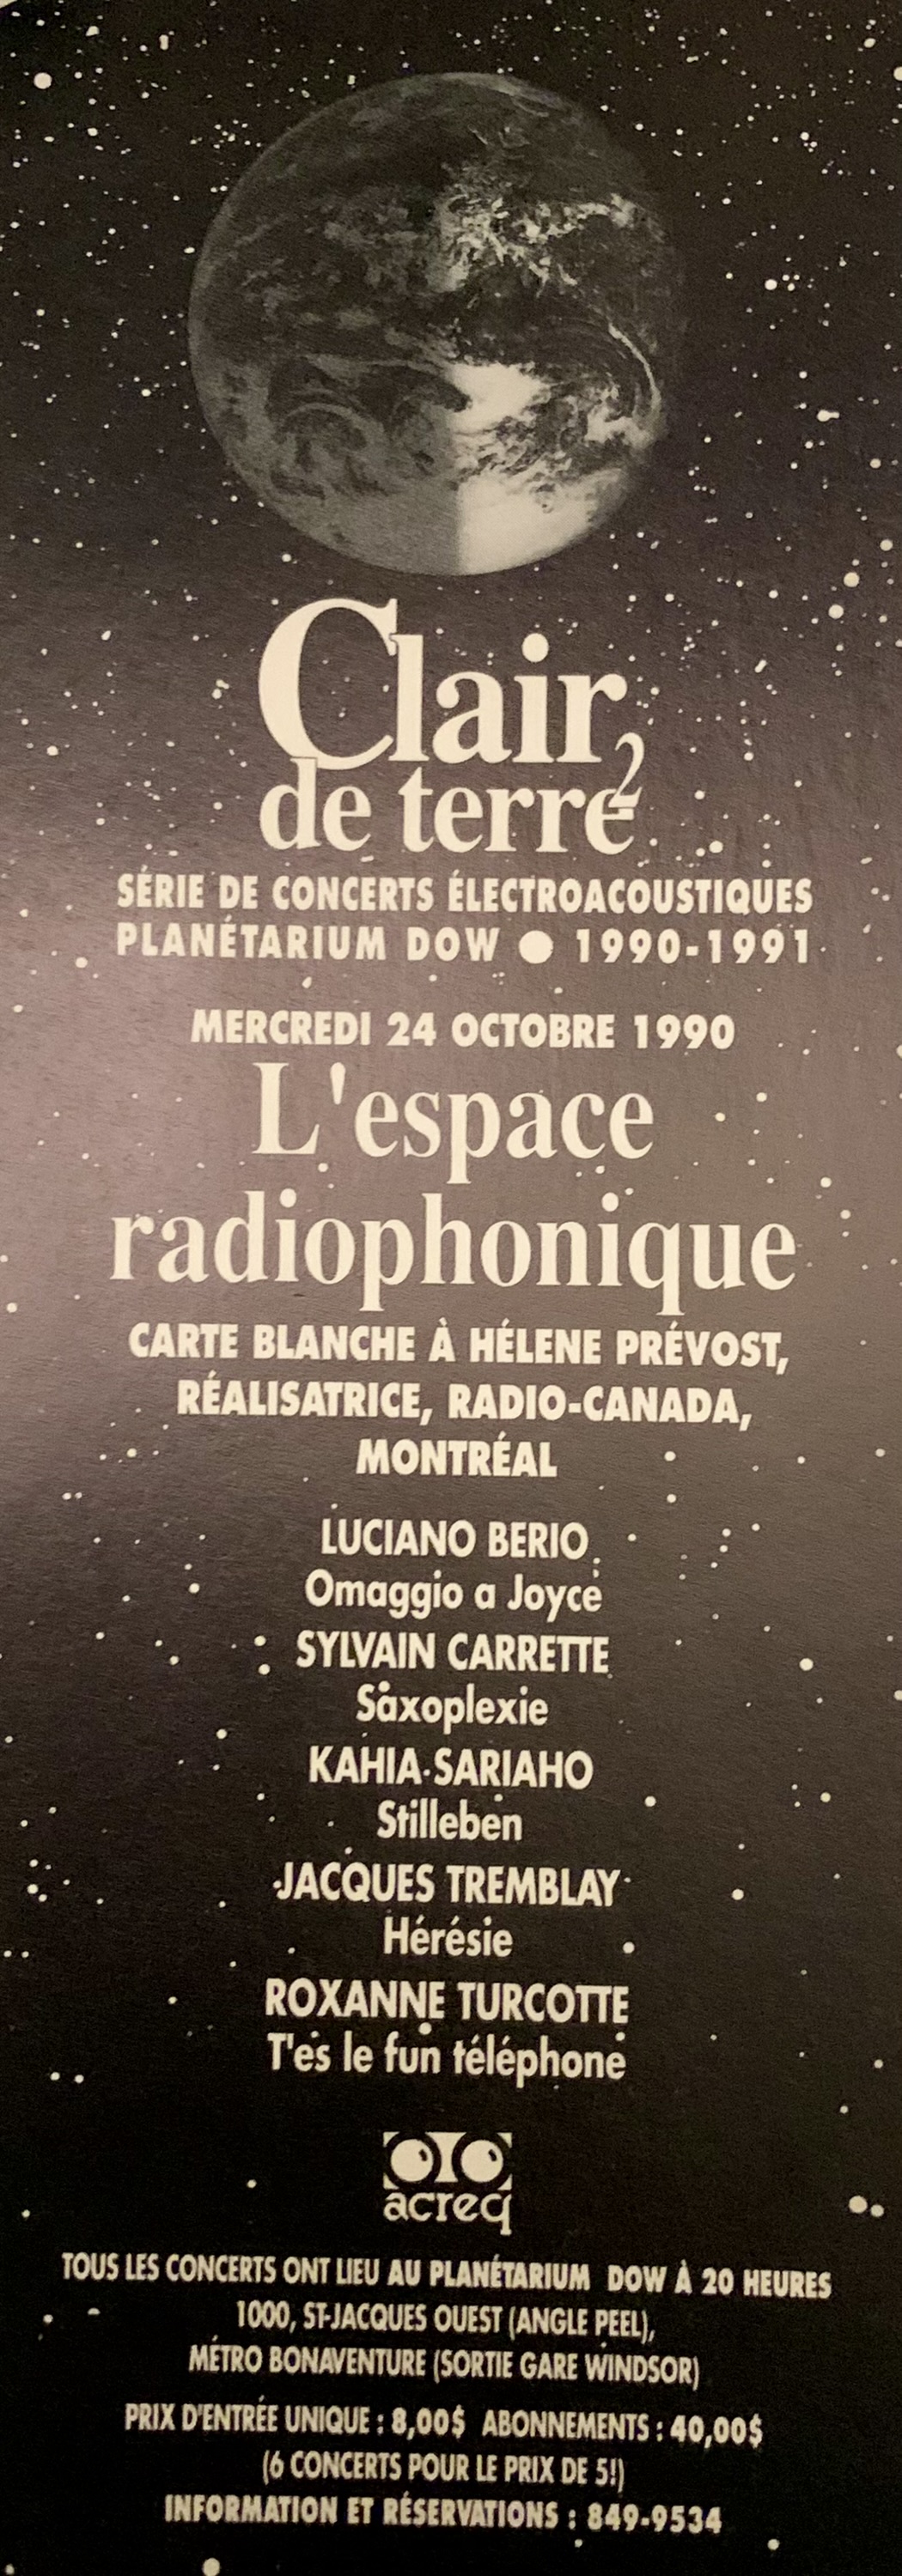 Clair
de terre2
SÉRIE DE CONCERTS ÉLECTROACOUSTIQUES
PLANÉTARIUM DOW ● 1990-1991
MERCREDI 24 OCTOBRE 1990
L'espace
radiophonique
CARTE BLANCHE À HÉLENE PRÉVOST,
RÉALISATRICE, RADIO-CANADA,
MONTRÉAL
LUCIANO BERIO
Omaggio a Joyce
SYLVAIN CARRETTE
Saxoplexie
KAHIA SARIAHO
Stilleben
JACQUES TREMBLAY
Hérésie
ROXANNE TURCOTTE
T'es le fun téléphone
acreq
TOUS LES CONCERTS ONT LIEU AU PLANÉTARIUM DOW À 20 HEURES
1000, ST-JACQUES OUEST (ANGLE PEEL),
MÉTRO BONAVENTURE (SORTIE GARE WINDSOR)
PRIX D'ENTRÉE UNIQUE : 8,00$ ABONNEMENTS : 40,00$
(6 CONCERTS POUR LE PRIX DE 5!)
INFORMATION ET RÉSERVATIONS : 849-9534